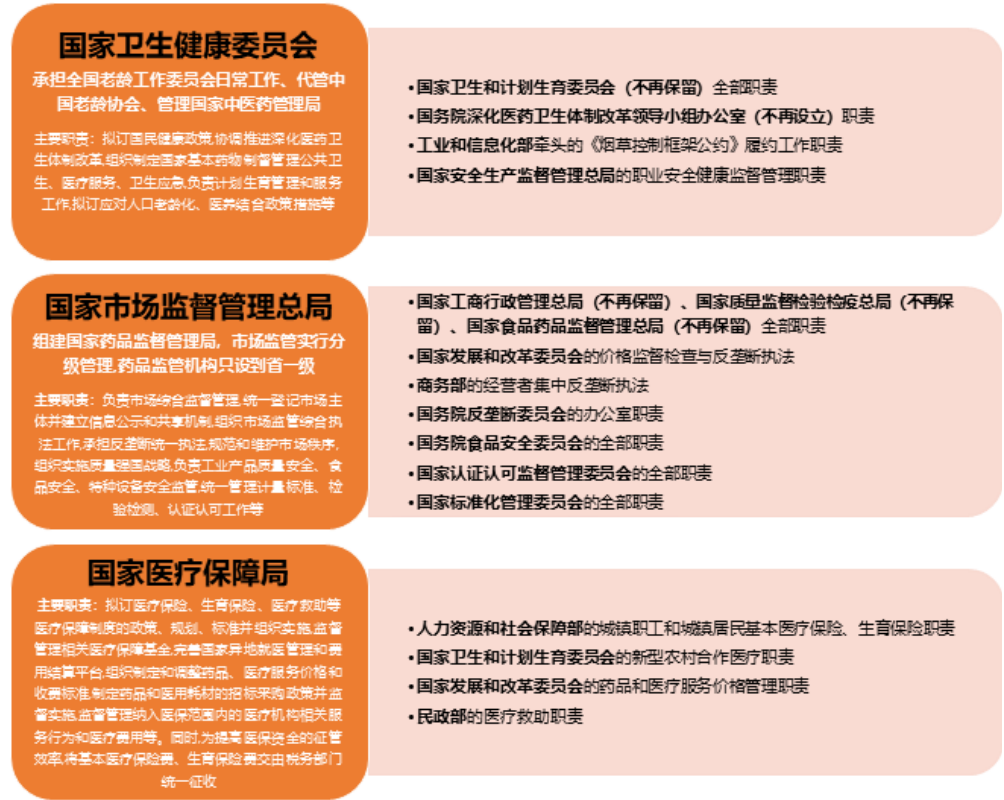 国家卫生健康委员会
承担全国老龄工作委员会日常工作、代管中
国老龄协会、管理国家中医药管理局
主要职责：拟订国民健康政策,协调推进深化医药卫
生体制改革,组织制定国家基本药物制督管理公共卫
生、医疗服务、卫生应急,负责计划生育管理和服务
工作,拟订应对人口老龄化、医养结合政策措施等
•国家卫生和计划生育委员会（不再保留）全部职责
•国务院深化医药卫生体制改革领导小组办公室（不再设立）职责
•工业和信息化部牵头的《烟草控制框架公约》履约工作职责
•国家安全生产监督管理总局的职业安全健康监督管理职责
国家市场监督管理总局
组建国家药品监督管理局，市场监管实行分
级管理,药品监管机构只设到省一级
主要职责：负责市场综合监督管理,统一登记市场主
体并建立信息公示和共享机制,组织市场监管综合执
法工作,承担反垄断统一执法,规范和维护市场秩序,
组织实施质量强国战略,负责工业产品质量安全、食
品安全、特种设备安全监管,统一管理计量标准、检
验检测、认证认可工作等
•国家工商行政管理总局（不再保留）、国家质量监督检验检疫总局（不再保
留）、国家食品药品监督管理总局（不再保留）全部职责
•国家发展和改革委员会的价格监督检查与反垄断执法
•商务部的经营者集中反垄断执法
•国务院反垄断委员会的办公室职责
•国务院食品安全委员会的全部职责
•国家认证认可监督管理委员会的全部职责
•国家标准化管理委员会的全部职责
国家医疗保障局
主要职责：拟订医疗保险、生育保险、医疗救助等
医疗保障制度的政策、规划、标准并组织实施,监督
管理相关医疗保障基金,完善国家异地就医管理和费
用结算平台,组织制定和调整药品、医疗服务价格和
收费标准,制定药品和医用耗材的招标采购政策并监
督实施,监督管理纳入医保范围内的医疗机构相关服
务行为和医疗费用等。同时,为提高医保资金的征管
效率,将基本医疗保险费、生育保险费交由税务部门
统一征收
•人力资源和社会保障部的城镇职工和城镇居民基本医疗保险、生育保险职责
•国家卫生和计划生育委员会的新型农村合作医疗职责
•国家发展和改革委员会的药品和医疗服务价格管理职责
•民政部的医疗救助职责